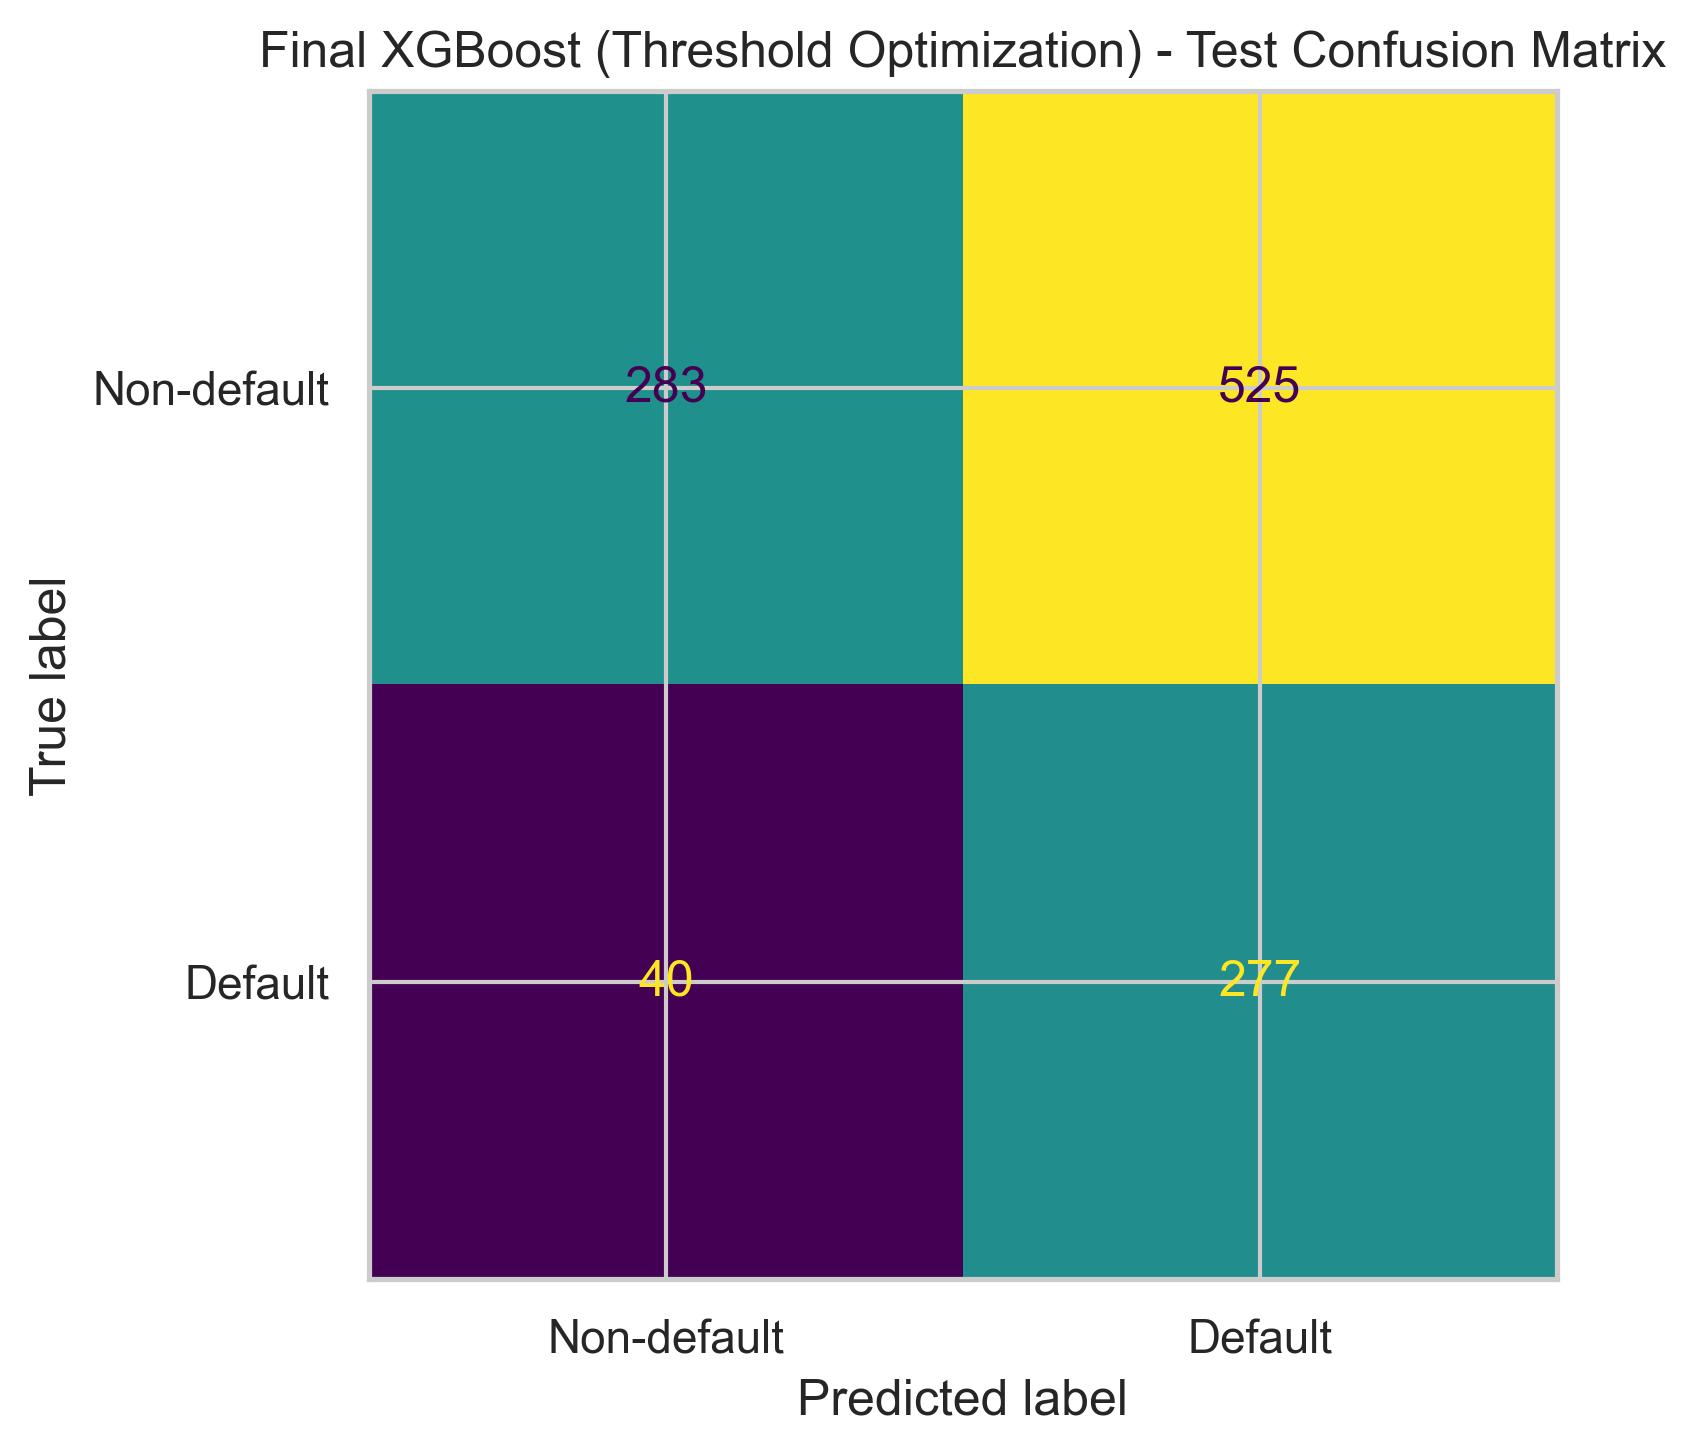 Final XGBoost (Threshold Optimization) - Test Confusion Matrix
True label
Non-default
283
525
Default
40
277
Non-default
Default
Predicted label